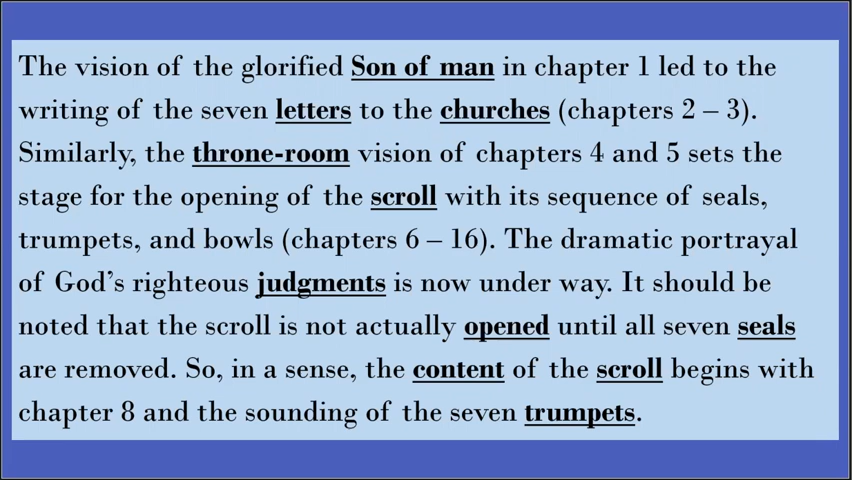 The vision of the glorified Son of man in chapter 1 led to the
writing of the seven letters to the churches (chapters 2 – 3).
Similarly, the throne-room vision of chapters 4 and 5 sets the
stage for the opening of the scroll with its sequence of seals,
trumpets, and bowls (chapters 6 – 16). The dramatic portrayal
of God’s righteous judgments is now under way. It should be
noted that the scroll is not actually opened until all seven seals
are removed. So, in a sense, the content of the scroll begins with
chapter 8 and the sounding of the seven trumpets.